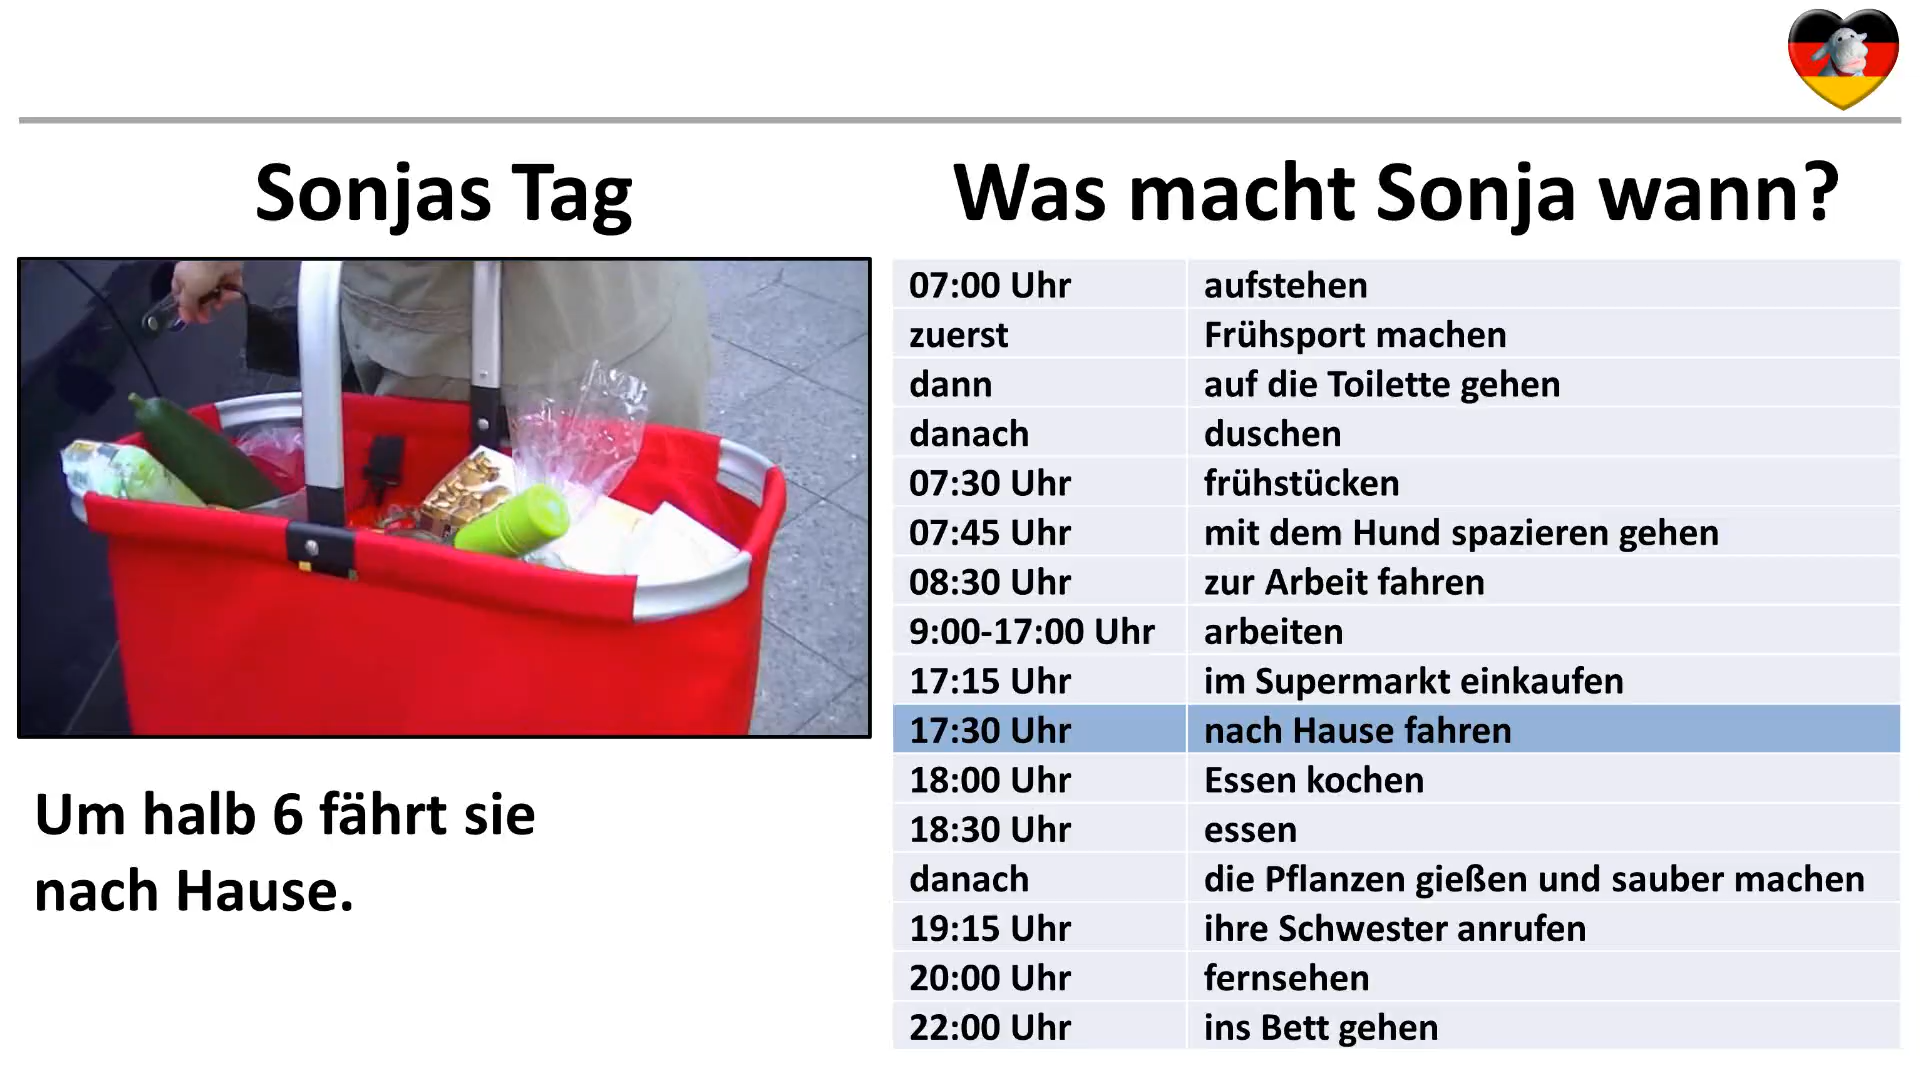 Sonjas Tag
Um halb 6 fährt sie
nach Hause.
Was macht Sonja wann?
07:00 Uhr aufstehen
zuerst Frühsport machen
dann auf die Toilette gehen
danach duschen
07:30 Uhr frühstücken
07:45 Uhr mit dem Hund spazieren gehen
08:30 Uhr zur Arbeit fahren
9:00-17:00 Uhr arbeiten
17:15 Uhr im Supermarkt einkaufen
17:30 Uhr nach Hause fahren
18:00 Uhr Essen kochen
18:30 Uhr essen
danach die Pflanzen gießen und sauber machen
19:15 Uhr ihre Schwester anrufen
20:00 Uhr fernsehen
22:00 Uhr ins Bett gehen